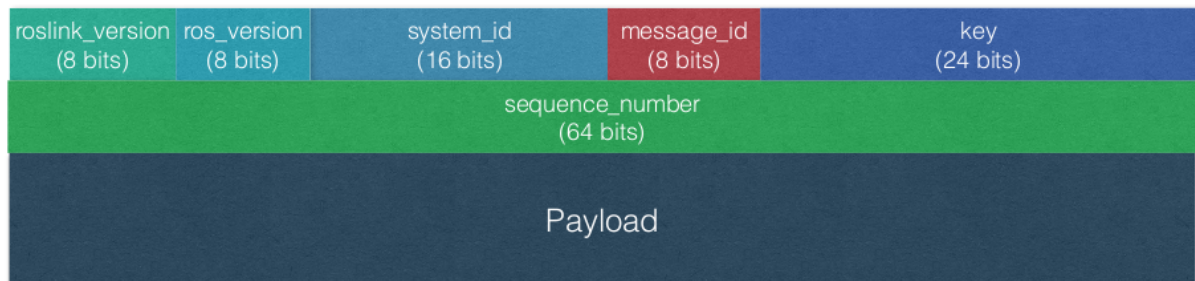 roslink_version ros_version system_id message_id key
(8 bits) (8 bits) (16 bits) (8 bits) (24 bits)
sequence_number
(64 bits)
Payload